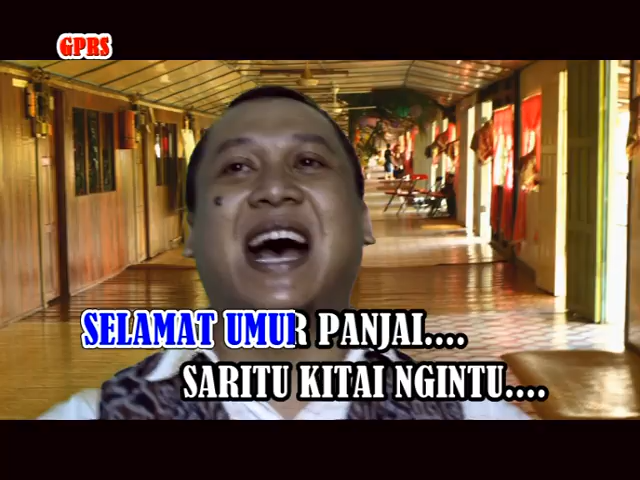 GPRS
SELAMAT UMUR PANJAI....
SARITU KITAI NGINTU....